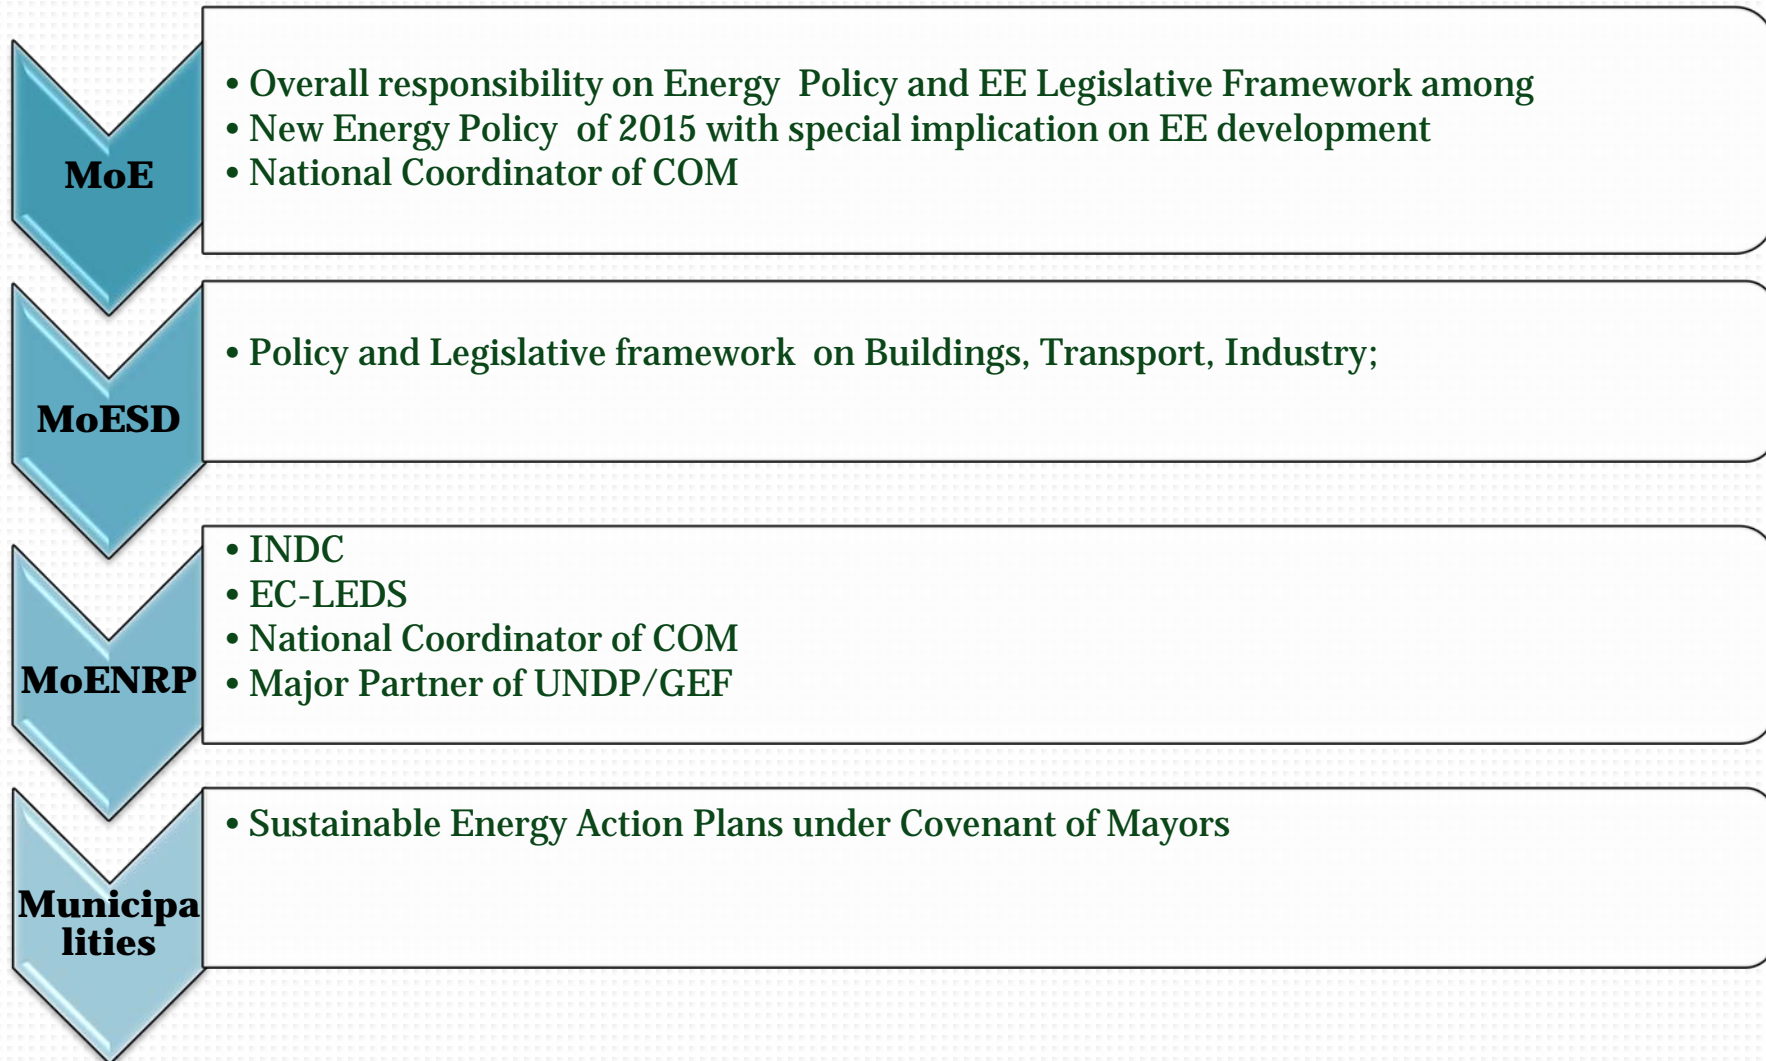 MoE
• Overall responsibility on Energy  Policy and EE Legislative Framework among
• New Energy Policy  of 2015 with special implication on EE development
• National Coordinator of COM
MoESD
• Policy and Legislative framework  on Buildings, Transport, Industry;
MoENRP
• INDC
• EC-LEDS
• National Coordinator of COM
• Major Partner of UNDP/GEF
Municipa
lities
• Sustainable Energy Action Plans under Covenant of Mayors